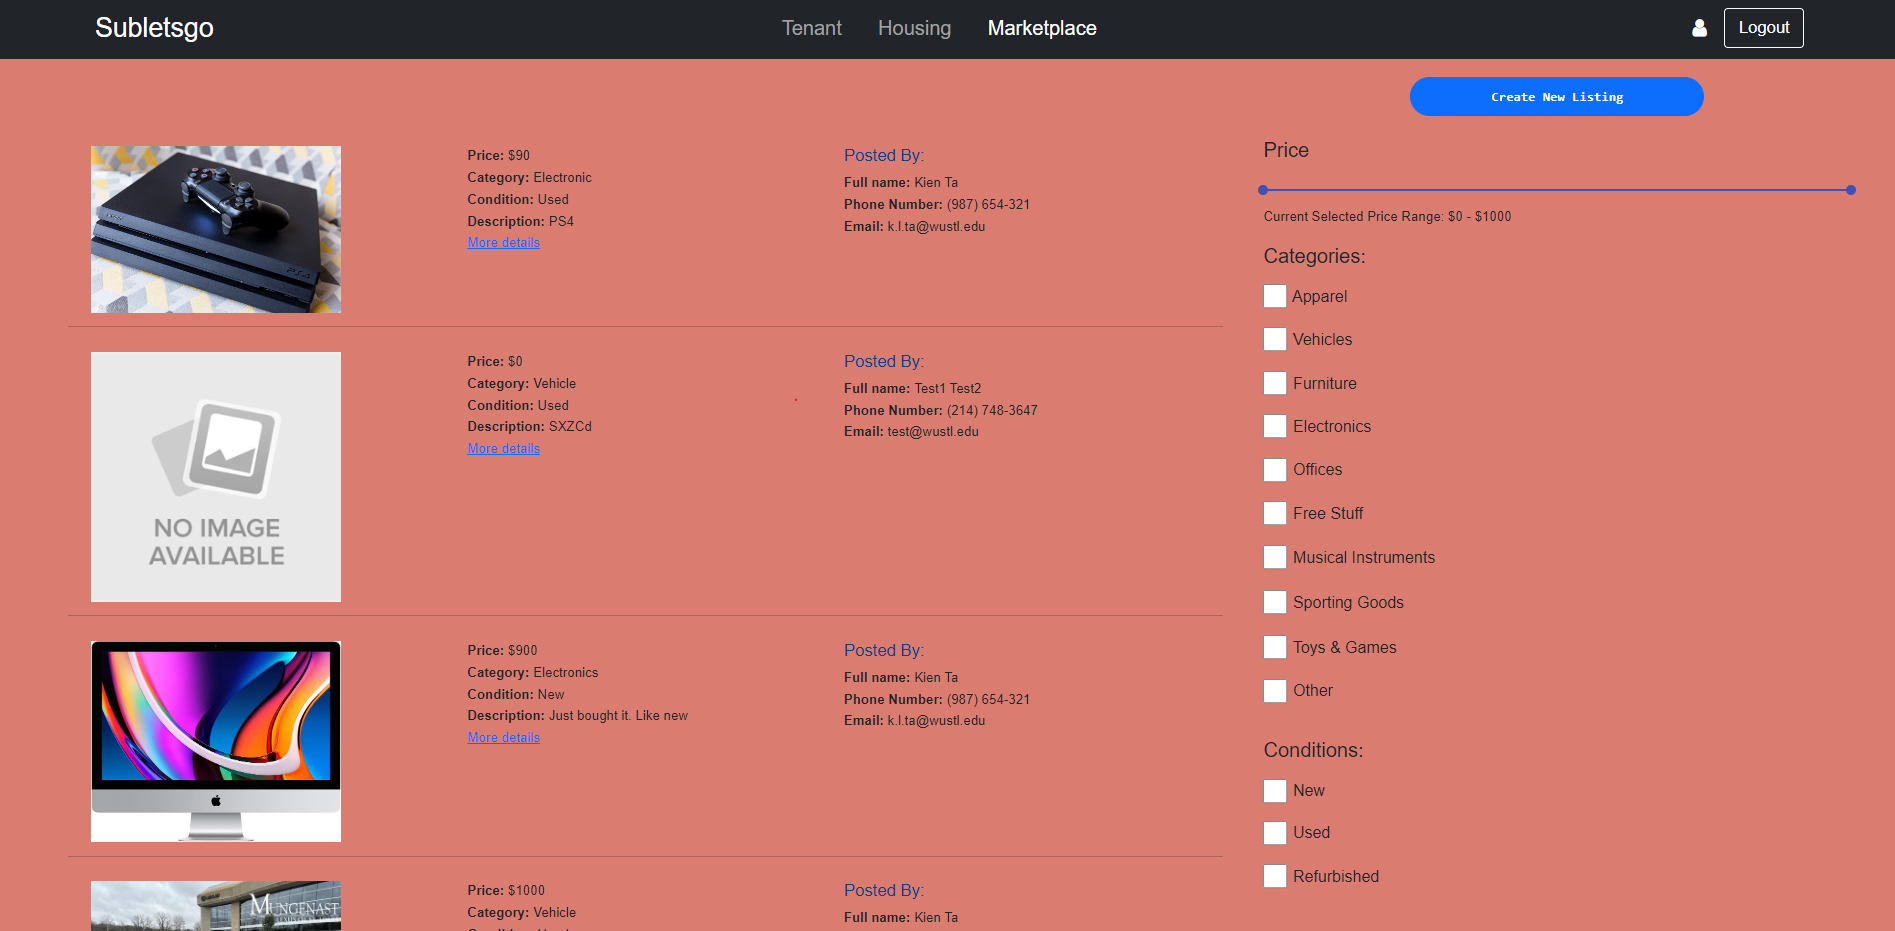 Subletsgo
Tenant Housing Marketplace
Logout
Create New Listing
Price: $90
Category: Electronic
Condition: Used
Description: PS4
More details
Posted By:
Full name: Kien Ta
Phone Number: (987) 654-321
Email: k.l.ta@wustl.edu
PS4
Price: $0
Category: Vehicle
Condition: Used
Description: SXZCd
More details
Posted By:
Full name: Test1 Test2
Phone Number: (214) 748-3647
Email: test@wustl.edu
NO IMAGE
AVAILABLE
Price: $900
Category: Electronics
Condition: New
Description: Just bought it. Like new
More details
Posted By:
Full name: Kien Ta
Phone Number: (987) 654-321
Email: k.l.ta@wustl.edu
MUNGENAST
Price: $1000
Category: Vehicle
Posted By:
Full name: Kien Ta
Price
Current Selected Price Range: $0 - $1000
Categories:
Apparel
Vehicles
Furniture
Electronics
Offices
Free Stuff
Musical Instruments
Sporting Goods
Toys & Games
Other
Conditions:
New
Used
Refurbished